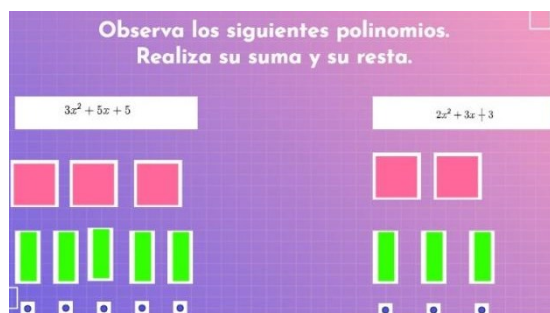 Observa los siguientes polinomios.
Realiza su suma y su resta.
3x² + 5x + 5
2x² + 3x + 3